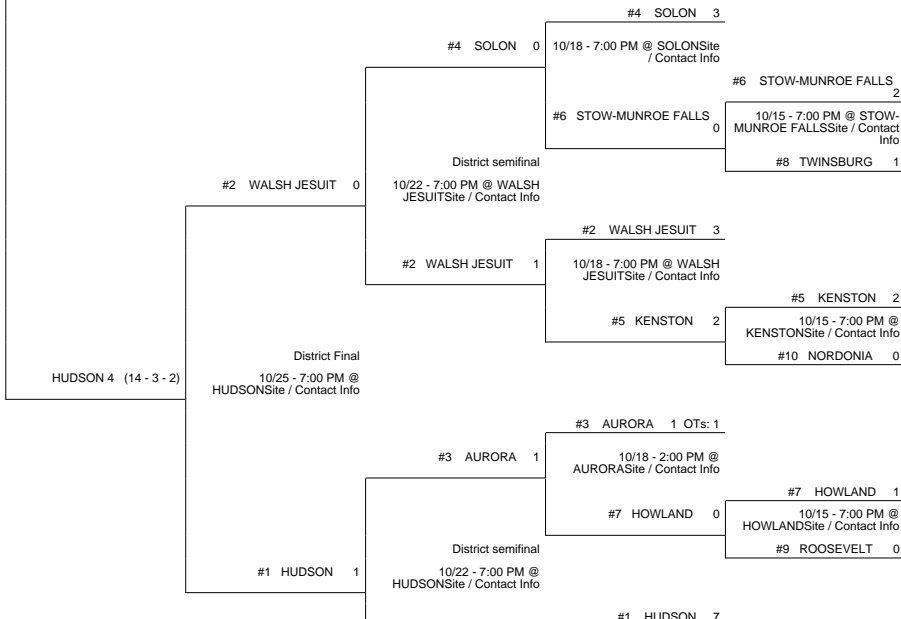 #4 SOLON 3
#4 SOLON 0
10/18 - 7:00 PM @ SOLONSite
/ Contact Info
#6 STOW-MUNROE FALLS
2
#6 STOW-MUNROE FALLS
0
10/15 - 7:00 PM @ STOW-
MUNROE FALLSSite / Contact
Info
#8 TWINSBURG 1
District semifinal
10/22 - 7:00 PM @ WALSH
JESUITSite / Contact Info
#2 WALSH JESUIT 0
#2 WALSH JESUIT 3
#2 WALSH JESUIT 1
10/18 - 7:00 PM @ WALSH
JESUITSite / Contact Info
#5 KENSTON 2
#5 KENSTON 2
10/15 - 7:00 PM @
KENSTONSite / Contact Info
#10 NORDONIA 0
District Final
10/25 - 7:00 PM @
HUDSONSite / Contact Info
HUDSON 4 (14 - 3 - 2)
#3 AURORA 1 OTs: 1
#3 AURORA 1
10/18 - 2:00 PM @
AURORASite / Contact Info
#7 HOWLAND 1
#7 HOWLAND 0
10/15 - 7:00 PM @
HOWLANDSite / Contact Info
#9 ROOSEVELT 0
District semifinal
10/22 - 7:00 PM @
HUDSONSite / Contact Info
#1 HUDSON 1
#1 HUDSON 7